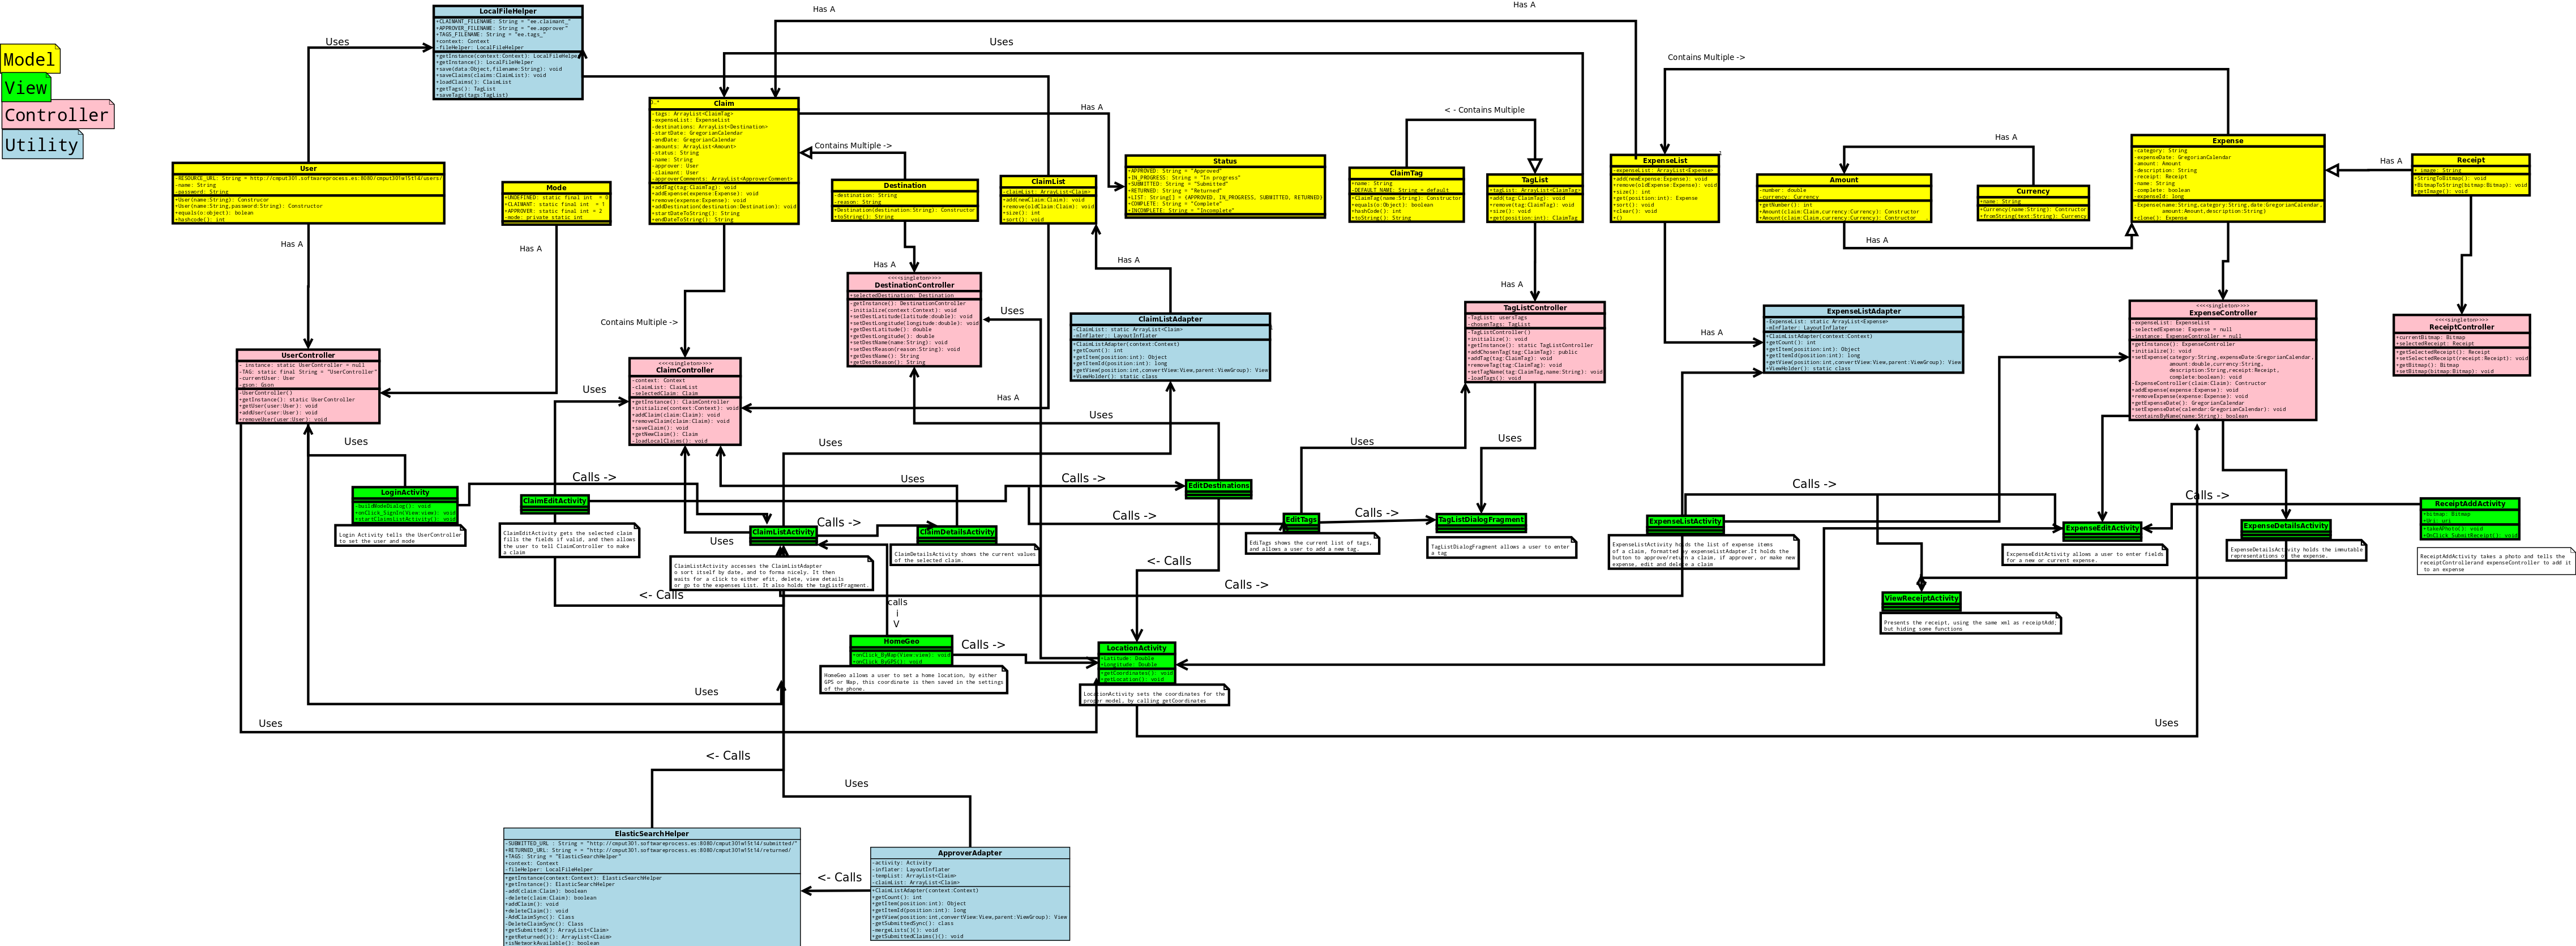 Model
View
Controller
Utility
LocalFileHelper
+CLAIMANT_FILENAME: String = "ee.claimant_"
+APPROVER_FILENAME: String = "ee.approver"
+TAGS_FILENAME: String = "ee.tags_"
+context: Context
-fileHelper: LocalFileHelper
+getInstance(context:Context): LocalFileHelper
+getInstance(): LocalFileHelper
+save(data:Object,filename:String): void
+saveClaims(claims:ClaimList): void
+loadClaims(): ClaimList
+getTags(): TagList
+saveTags(tags:TagList)
Uses
Has A
Uses
Has A
Contains Multiple ->
User
-RESOURCE_URL: String = http://cmput301.softwareprocess.es:8080/cmput301w15t14/users/
-name: String
-password: String
+User(name:String): Construcor
+User(name:String,password:String): Constructor
+equals(o:object): bolean
+hashcode(): int
Mode
+UNDEFINED: static final int = 0
+CLAIMANT: static final int = 1
+APPROVER: static final int = 2
-mode: private static int
Claim
-tags: ArrayList<ClaimTag>
-expenseList: ExpenseList
-destinations: ArrayList<Destination>
-startDate: GregorianCalendar
-endDate: GregorianCalendar
-amounts: ArrayList<Amount>
-status: String
-name: String
-approver: User
-claimant: User
-approverComments: ArrayList<ApproverComment>
+addTag(tag:ClaimTag): void
+addExpense(expense:Expense): void
+remove(expense:Expense): void
+addDestination(destination:Destination): void
+startDateToString(): String
+endDateToString(): String
Has A
Contains Multiple ->
Destination
-destination: String
-reason: String
+Destination(destination:String): Constructor
+toString(): String
ClaimList
-claimList: ArrayList<Claim>
+add(newClaim:Claim): void
+remove(oldClaim:Claim): void
+size(): int
+sort(): void
Status
+APPROVED: String = "Approved"
+IN_PROGRESS: String = "In progress"
+SUBMITTED: String = "Submitted"
+RETURNED: String = "Returned"
+LIST: String[] = {APPROVED, IN_PROGRESS, SUBMITTED, RETURNED}
+COMPLETE: String = "Complete"
+INCOMPLETE: String = "Incomplete"
< - Contains Multiple
ClaimTag
+name: String
-DEFAULT_NAME: String = default
+ClaimTag(name:String): Constructor
+equals(o:Object): boolean
+hashCode(): int
+toString(): String
TagList
+tagList: ArrayList<ClaimTag>
+add(tag:ClaimTag): void
+remove(tag:ClaimTag): void
+size(): void
+get(position:int): ClaimTag
ExpenseList
-expenseList: ArrayList<Expense>
+add(newExpense:Expense): void
+remove(oldExpense:Expense): void
+size(): int
+get(position:int): Expense
+sort(): void
+clear(): void
+()
Amount
-number: double
-currency: Currency
+getNumber(): int
+Amount(claim:Claim,currency:Currency): Constructor
+Amount(claim:Claim,currency:Currency): Contructor
Has A
Currency
+name: String
+Currency(name:String): Constructor
+fromString(text:String): Currency
Has A
Expense
-category: String
-expenseDate: GregorianCalendar
-amount: Amount
-description: String
-receipt: Receipt
-name: String
-complete: boolean
-expenseId: long
+Expense(name:String,category:String,date:GregorianCalendar,
amount:Amount,description:String)
+clone(): Expense
Has A
Receipt
+_image: String
+StringToBitmap(): void
+BitmapToString(bitmap:Bitmap): void
+getImage(): void
Has A
Has A
Has A
Has A
Has A
DestinationController
+selectedDestination: Destination
+getInstance(): DestinationController
-initialize(context:Context): void
+setDestLatitude(latitude:double): void
+setDestLongitude(longitude:double): void
+getDestLatitude(): double
+getDestLongitude(): double
+setDestName(name:String): void
+setDestReason(reason:String): void
+getDestName(): String
+getDestReason(): String
Uses
ClaimListAdapter
-ClaimList: static ArrayList<Claim>
-mInflater,: LayoutInflater
+ClaimListAdapter(context:Context)
+getCount(): int
+getItem(position:int): Object
+getItemId(position:int): long
+getView(position:int,convertView:View,parent:ViewGroup): View
+ViewHolder(): static class
TagListController
-TagList: usersTags
-chosenTags: TagList
-TagListController()
+initialize(): void
+getInstance(): static TagListController
+addChosenTag(tag:ClaimTag): public
+addTag(tag:ClaimTag): void
+removeTag(tag:ClaimTag): void
+setTagName(tag:ClaimTag,name:String): void
-loadTags(): void
Has A
ExpenseListAdapter
-ExpenseList: static ArrayList<Expense>
-mInflater: LayoutInflater
+ClaimListAdapter(context:Context)
+getCount(): int
+getItem(position:int): Object
+getItemId(position:int): long
+getView(position:int,convertView:View,parent:ViewGroup): View
+ViewHolder(): static class
ExpenseController
-expenseList: ExpenseList
-selectedExpense: Expense = null
-instance: ExpenseController = null
+getInstance(): ExpenseController
+initialize(): void
+setExpense(category:String,expenseDate:GregorianCalendar,
amount:double,currency:String,
description:String,receipt:Receipt,
complete:boolean): void
-ExpenseController(claim:Claim): Contructor
+addExpense(expense:Expense): void
+removeExpense(expense:Expense): void
+getExpenseDate(): GregorianCalendar
+setExpenseDate(calendar:GregorianCalendar): void
+containsByName(name:String): boolean
ReceiptController
+currentBitmap: Bitmap
+selectedReceipt: Receipt
+getSelectedReceipt(): Receipt
+setSelectedReceipt(receipt:Receipt): void
+getBitmap(): Bitmap
+setBitmap(bitmap:Bitmap): void
Contains Multiple ->
UserController
- instance: static UserController = null
-TAG: static final String = "UserController"
-currentUser: User
-gson: Gson
-UserController()
+getInstance(): static UserController
+getUser(user:User): void
+addUser(user:User): void
+removeUser(user:User): void
Uses
ClaimController
-context: Context
-claimList: ClaimList
-selectedClaim: Claim
+getInstance(): ClaimController
+initialize(context:Context): void
+addClaim(claim:Claim): void
+removeClaim(claim:Claim): void
+saveClaim(): void
+getNewClaim(): Claim
-loadLocalClaims(): void
Has A
Uses
Uses
Uses
Uses
Uses
Calls ->
Uses
Calls ->
Calls ->
LoginActivity
-buildModeDialog(): void
+onClick_SignIn(View:view): void
+startClaimsListActivity(): void
Login Activity tells the UserController
to set the user and mode
ClaimEditActivity
ClaimEditActivity gets the selected claim
fills the fields if valid, and then allows
the user to tell ClaimController to make
a claim
ClaimListActivity
Uses
Calls ->
ClaimListActivity accesses the ClaimListAdapter
o sort itself by date, and to forma nicely. It then
waits for a click to either efit, delete, view details
or go to the expenses List. It also holds the tagListFragment.
ClaimDetailsActivity
ClaimDetailsActivity shows the current values
of the selected claim.
EditDestinations
Calls ->
EditTags
EdiTags shows the current list of tags,
and allows a user to add a new tag.
Calls ->
TagListDialogFragment
TagListDialogFragment allows a user to enter
a tag
ExpenseListActivity
ExpenseListActivity holds the list of expense items
of a claim, formatted by expenseListAdapter.It holds the
button to approve/return a claim, if approver, or make new
expense, edit and delete a claim
ExpenseEditActivity
ExxpenseEditActivity allows a user to enter fields
for a new or current expense.
Calls ->
ExpenseDetailsActivity
ExpenseDetailsActivity holds the immutable
representations of the expense.
ReceiptAddActivity
+bitmap: Bitmap
+Uri: uri
+takeAPhoto(): void
+OnClick_SubmitReceipt(): void
ReceiptAddActivity takes a photo and tells the
receiptControllerand expenseController to add it
to an expense
<- Calls
Calls ->
<- Calls
calls
i
V
ViewReceiptActivity
Presents the receipt, using the same xml as receiptAdd;
but hiding some functions
HomeGeo
+onClick_ByMap(View:view): void
+onClick_ByGPS(): void
HomeGeo allows a user to set a home location, by either
GPS or Map, this coordinate is then saved in the settings
of the phone.
Calls ->
LocationActivity
+Latitude: Double
+Longitude: Double
+getCoordinates(): void
+getLocation(): void
LocationActivity sets the coordinates for the
proper model, by calling getCoordinates
Uses
Uses
Uses
<- Calls
Uses
ElasticSearchHelper
-SUBMITTED_URL : String = "http://cmput301.softwareprocess.es:8080/cmput301w15t14/submitted/"
+RETURNED_URL: String = = "http://cmput301.softwareprocess.es:8080/cmput301w15t14/returned/
+TAGS: String = "ElasticSearchHelper"
+context: Context
-fileHelper: LocalFileHelper
+getInstance(context:Context): ElasticSearchHelper
+getInstance(): ElasticSearchHelper
+add(claim:Claim): boolean
-delete(claim:Claim): boolean
+addClaim(): void
+deleteClaim(): void
-AddClaimSync(): Class
-DeleteClaimSync(): Class
+getSubmitted(): ArrayList<Claim>
+getReturned()(): ArrayList<Claim>
+isNetworkAvailable(): boolean
<- Calls
ApproverAdapter
-activity: Activity
-inflater: LayoutInflater
-tempList: ArrayList<Claim>
-claimList: ArrayList<Claim>
+ClaimListAdapter(context:Context)
+getCount(): int
+getItem(position:int): Object
+getItemId(position:int): long
+getView(position:int,convertView:View,parent:ViewGroup): View
-getSubmittedSync(): class
-mergeLists()(): void
+getSubmittedClaims()(): void